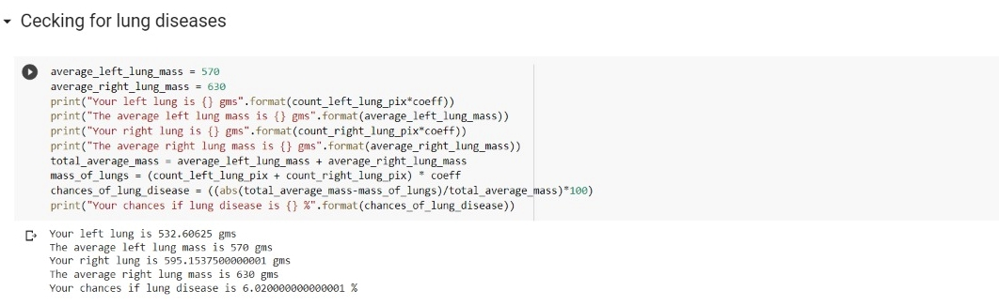 Cecking for lung diseases
average_left_lung_mass = 570
average_right_lung_mass = 630
print("Your left lung is {} gms".format(count_left_lung_pix*coeff))
print("The average left lung mass is {} gms".format(average_left_lung_mass))
print("Your right lung is {} gms".format(count_right_lung_pix*coeff))
print("The average right lung mass is {} gms".format(average_right_lung_mass))
total_average_mass = average_left_lung_mass + average_right_lung_mass
mass_of_lungs = (count_left_lung_pix + count_right_lung_pix) * coeff
chances_of_lung_disease = ((abs(total_average_mass-mass_of_lungs)/total_average_mass)*100)
print("Your chances if lung disease is {} %".format(chances_of_lung_disease))
Your left lung is 532.60625 gms
The average left lung mass is 570 gms
Your right lung is 595.1537500000001 gms
The average right lung mass is 630 gms
Your chances if lung disease is 6.020000000000001 %